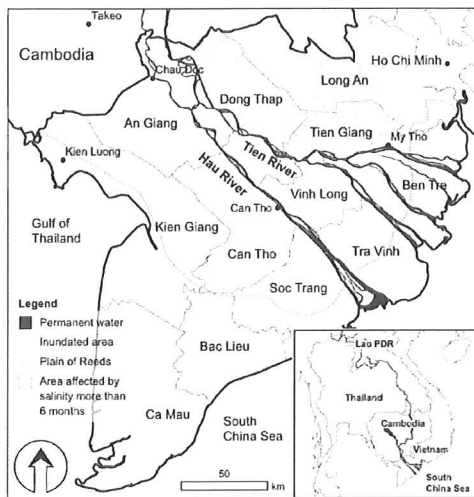 Takeo
Cambodia
Chau Doc
Ho Chi Minh
Long An
Dong Thap
An Giang
Tien Giang
My Tho
Tien River
Kien Luong
Hau River
Ben Tre
Vinh Long
Can Tho
Gulf of
Thailand
Kien Giang
Can Tho
Tra Vinh
Soc Trang
Legend
Permanent water
Inundated area
Plain of Reeds
Area affected by
salinity more than
6 months
Bac Lieu
Ca Mau
South
China Sea
50
km
Lao PDR
Thailand
Cambodia
Vietnam
South
China Sea